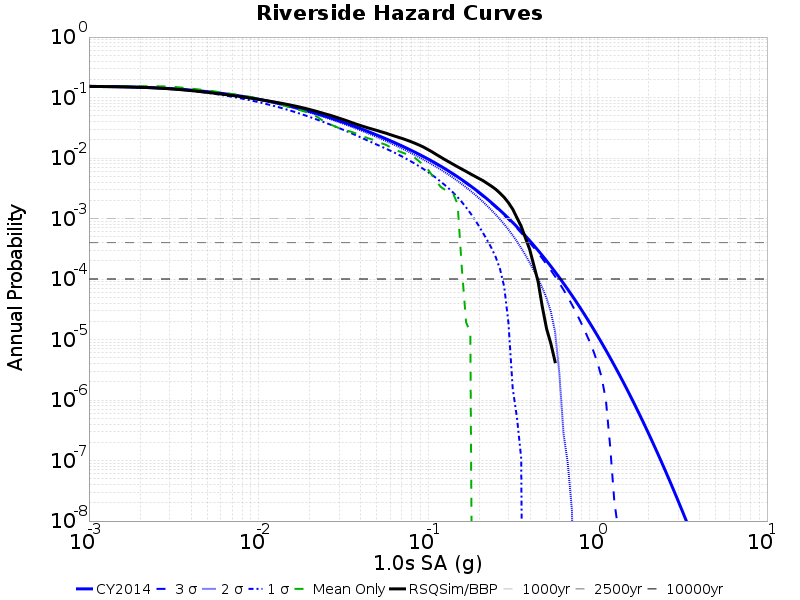 Riverside Hazard Curves
10^0
10^-1
10^-2
10^-3
10^-4
10^-5
10^-6
10^-7
10^-8
Annual Probability
10^-3 10^-2 10^-1 10^0 10^1
1.0s SA (g)
CY2014 3 σ 2 σ 1 σ Mean Only RSQSim/BBP 1000yr 2500yr 10000yr